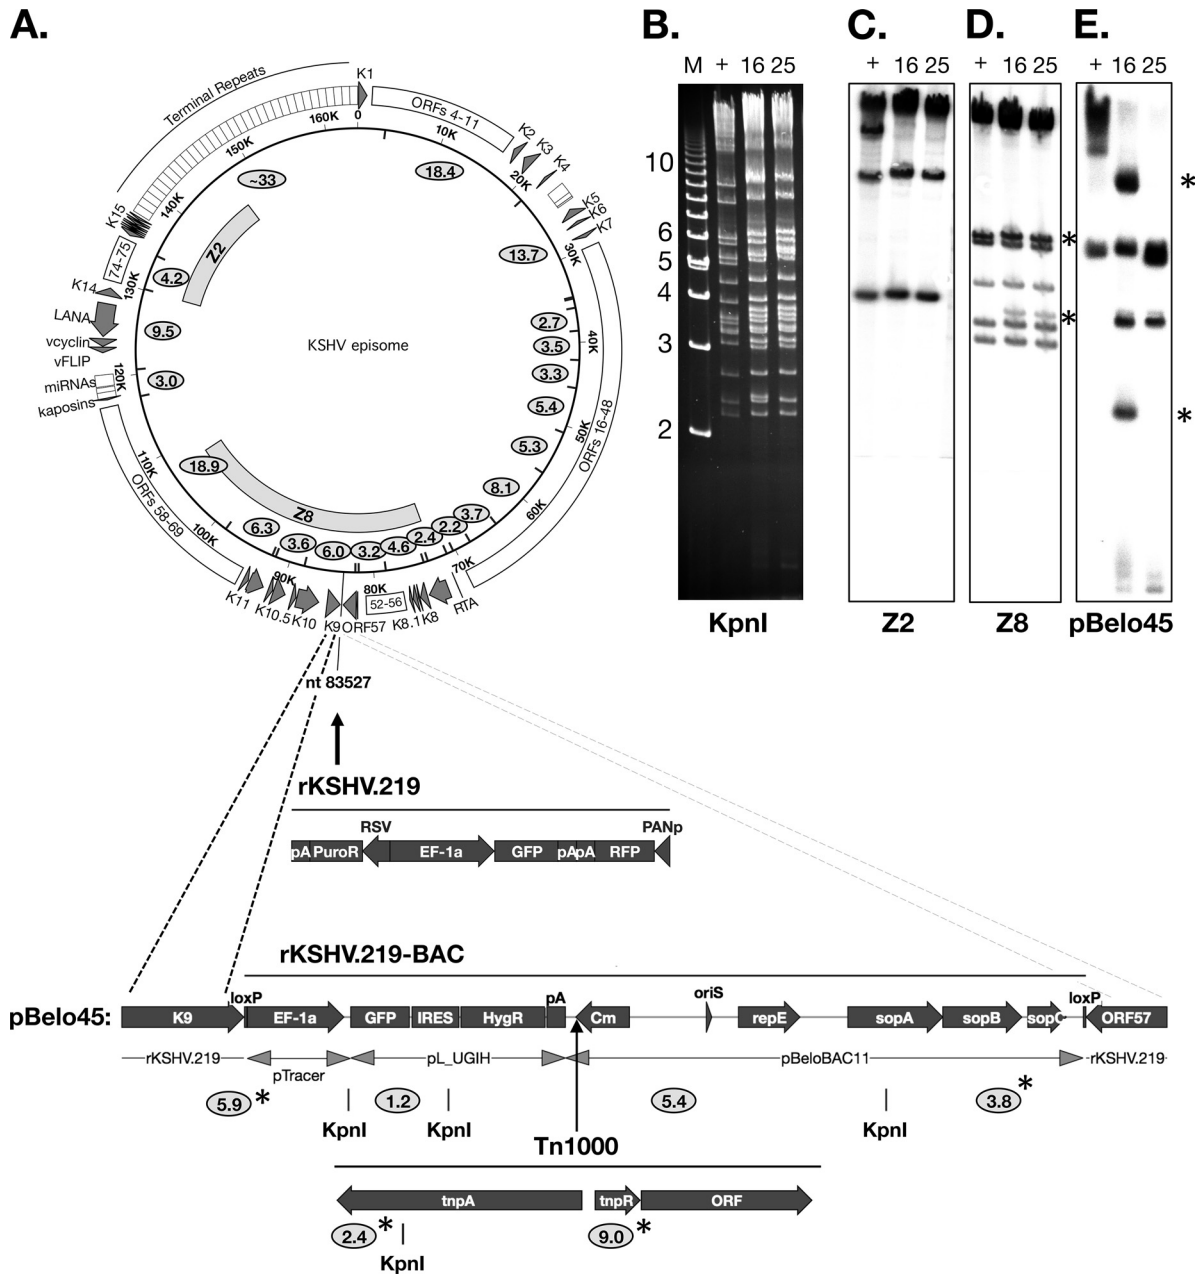 A.
Terminal Repeats
K1
0
ORFs 4-11
10K
K2
K3
K4
20K
K5
K6
K7
30K
40K
ORFs 16-48
50K
60K
70K
RTA
K8
K8.1
52-56
80K
ORF57
K9
K10
K10.5
K11
90K
100K
ORFs 58-69
110K
kaposins
miRNAs
120K
vFLIP
vcyclin
LANA
K14
130K
74-75
K15
140K
150K
160K
~33
18.4
13.7
2.7
3.5
3.3
5.4
5.3
8.1
3.7
2.2
2.4
4.6
3.2
6.0
3.6
6.3
18.9
3.0
9.5
4.2
Z2
Z8
KSHV episome
nt 83527
B.
M + 16 25
10
6
5
4
3
2
KpnI
C.
+ 16 25
Z2
D.
+ 16 25
*
*
Z8
E.
+ 16 25
*
*
pBelo45
rKSHV.219
RSV PANp
pA PuroR EF-1a GFP pA pA RFP
rKSHV.219-BAC
loxP pA oriS loxP
pBelo45: K9 EF-1a GFP IRES HygR Cm repE sopA sopB sopC ORF57
rKSHV.219 pTracer pL_UGIH pBeloBAC11 rKSHV.219
5.9 * 1.2 5.4 3.8 *
KpnI KpnI KpnI
Tn1000
tnpA tnpR ORF
2.4 * 9.0 *
KpnI